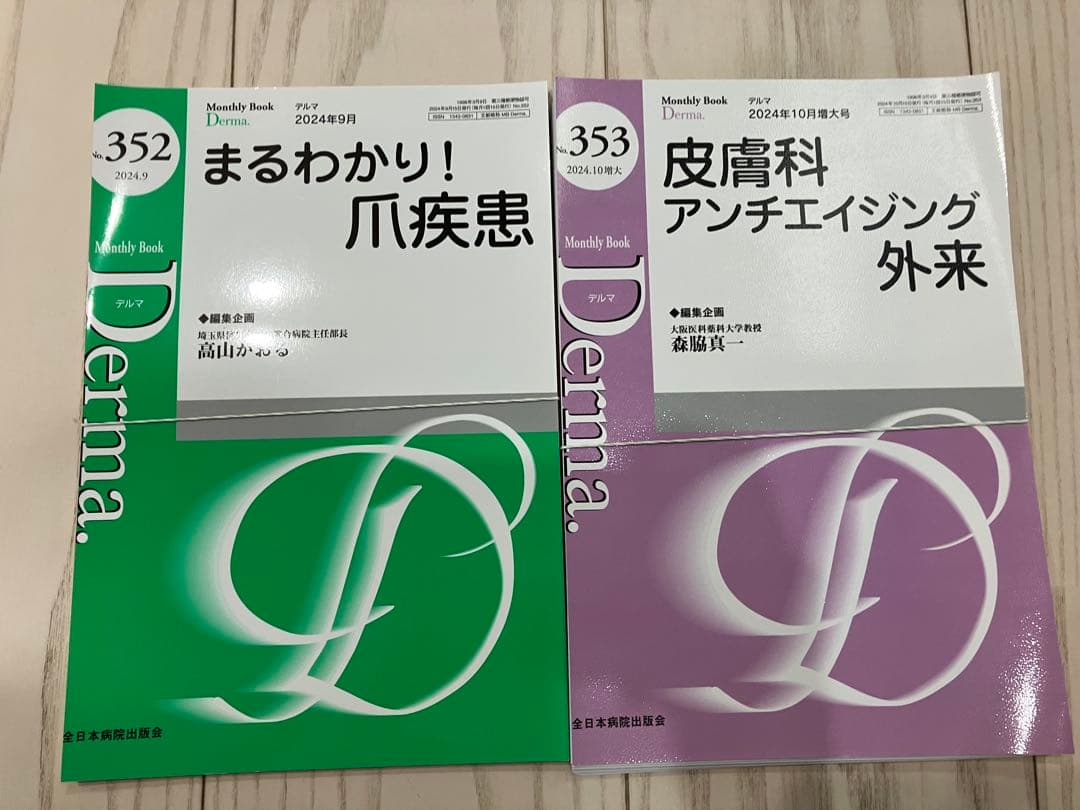 Monthly Book
Derma.
デルマ
2024年9月
No.352
2024.9
まるわかり!
爪疾患
Monthly Book
Derma.
デルマ
◆編集企画
高山かおる
全日本病院出版会
Monthly Book
Derma.
デルマ
2024年10月増大号
No.353
2024.10増大
皮膚科
アンチエイジング
外来
Monthly Book
Derma.
デルマ
◆編集企画
大阪医科薬科大学教授
森脇真一
全日本病院出版会